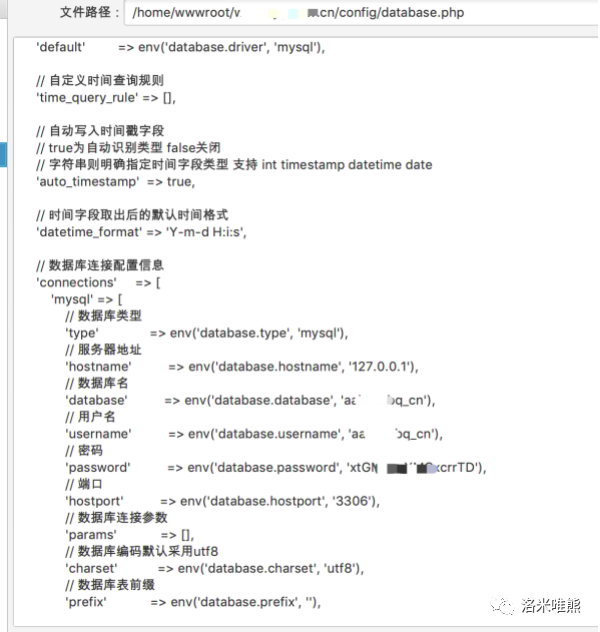 文件路径： /home/wwwroot/v .cn/config/database.php
'default' => env('database.driver', 'mysql'),
// 自定义时间查询规则
'time_query_rule' => [],
// 自动写入时间戳字段
// true为自动识别类型 false关闭
// 字符串则明确指定时间字段类型 支持 int timestamp datetime date
'auto_timestamp' => true,
// 时间字段取出后的默认时间格式
'datetime_format' => 'Y-m-d H:i:s',
// 数据库连接配置信息
'connections' => [
'mysql' => [
// 数据库类型
'type' => env('database.type', 'mysql'),
// 服务器地址
'hostname' => env('database.hostname', '127.0.0.1'),
// 数据库名
'database' => env('database.database', 'aa q_cn'),
// 用户名
'username' => env('database.username', 'aa q_cn'),
// 密码
'password' => env('database.password', 'xtG xcrrTD'),
// 端口
'hostport' => env('database.hostport', '3306'),
// 数据库连接参数
'params' => [],
// 数据库编码默认采用utf8
'charset' => env('database.charset', 'utf8'),
// 数据库表前缀
'prefix' => env('database.prefix', ''),
洛米唯熊